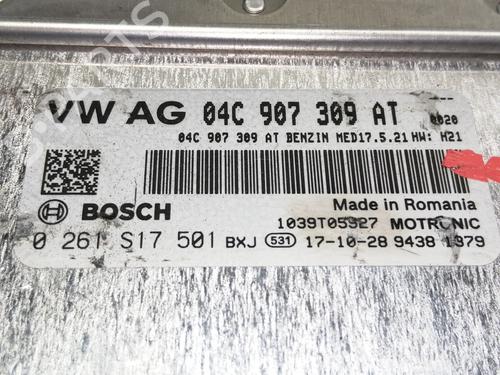 VW AG 04C 907 309 AT 0020
04C 907 309 AT BENZIN MED17.5.21 HW: H21
BOSCH
Made in Romania
1039T05327 MOTRONIC
0 261 S17 501 BXJ 531 17-10-28 9438 1379